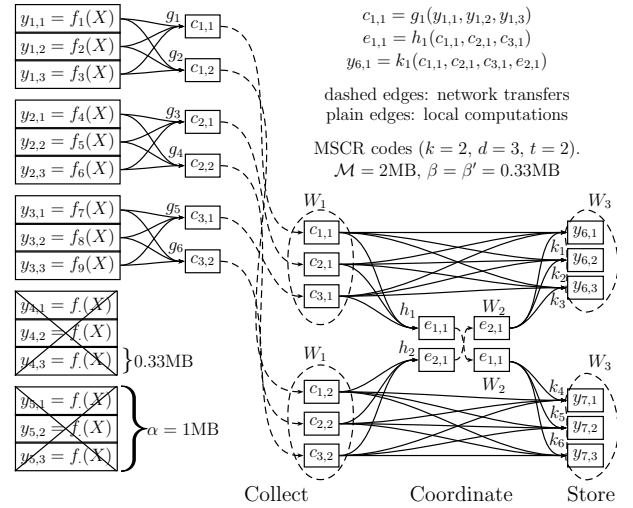 y1,1 = f1(X)
y1,2 = f2(X)
y1,3 = f3(X)
g1
g2
c1,1
c1,2
y2,1 = f4(X)
y2,2 = f5(X)
y2,3 = f6(X)
g3
g4
c2,1
c2,2
y3,1 = f7(X)
y3,2 = f8(X)
y3,3 = f9(X)
g5
g6
c3,1
c3,2
y4,1 = f.(X)
y4,2 = f.(X)
y4,3 = f.(X)
0.33MB
y5,1 = f.(X)
y5,2 = f.(X)
y5,3 = f.(X)
α = 1MB
c1,1 = g1(y1,1, y1,2, y1,3)
e1,1 = h1(c1,1, c2,1, c3,1)
y6,1 = k1(c1,1, c2,1, c3,1, e2,1)
dashed edges: network transfers
plain edges: local computations
MSCR codes (k = 2, d = 3, t = 2).
M = 2MB, β = β′ = 0.33MB
W1
c1,1
c2,1
c3,1
W3
y6,1
y6,2
y6,3
k1
k2
k3
h1
h2
W2
e1,1
e2,1
e2,1
e1,1
W2
W1
c1,2
c2,2
c3,2
W3
k4
k5
k6
y7,1
y7,2
y7,3
Collect
Coordinate
Store